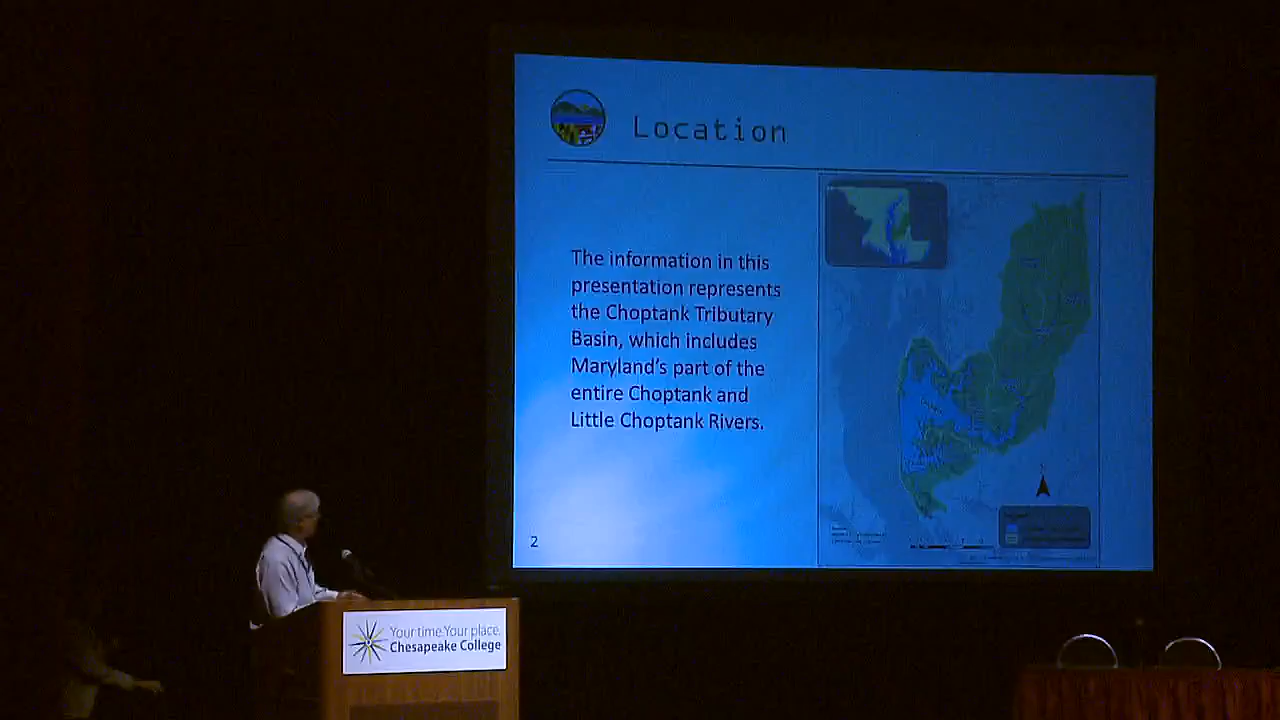 Location
The information in this
presentation represents
the Choptank Tributary
Basin, which includes
Maryland's part of the
entire Choptank and
Little Choptank Rivers.
2
Your time. Your place.
Chesapeake College